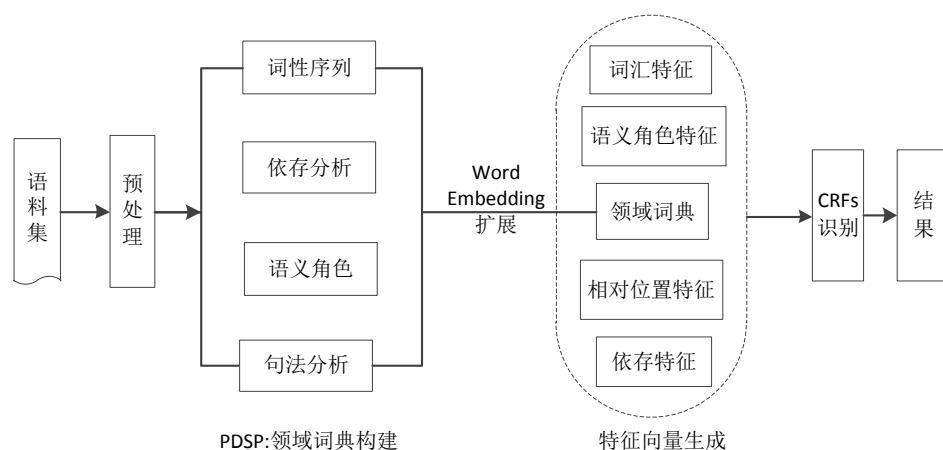 语料集
预处理
词性序列
依存分析
语义角色
句法分析
PDSP:领域词典构建
Word
Embedding
扩展
词汇特征
语义角色特征
领域词典
相对位置特征
依存特征
特征向量生成
CRFs
识别
结果